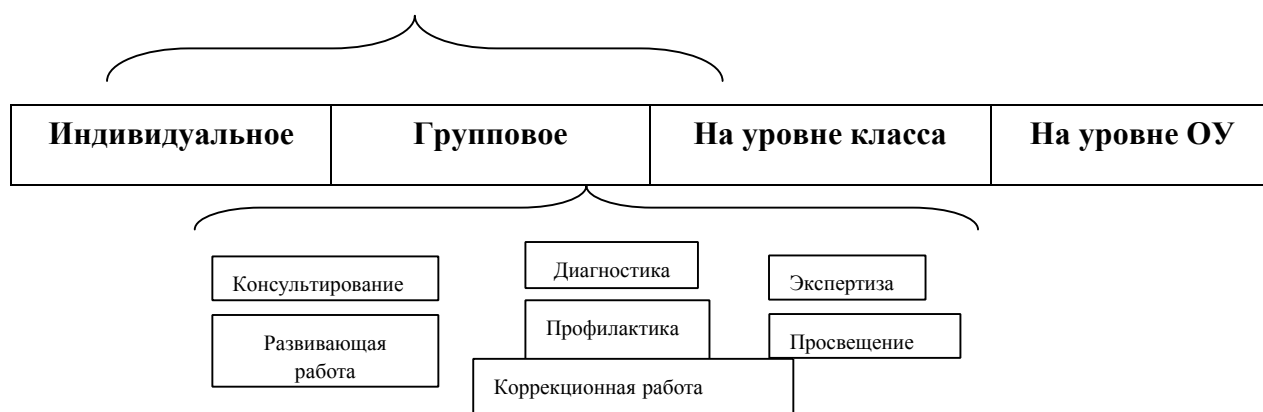 Индивидуальное
Групповое
На уровне класса
На уровне ОУ
Консультирование
Диагностика
Экспертиза
Развивающая
работа
Профилактика
Просвещение
Коррекционная работа